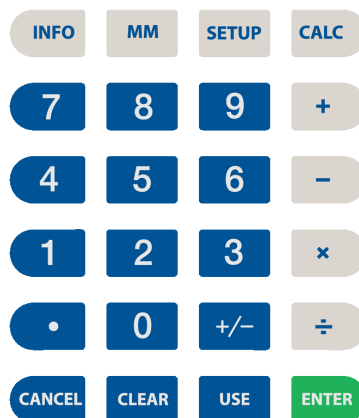 INFO MM SETUP CALC
7 8 9 +
4 5 6 −
1 2 3 ×
• 0 +/− ÷
CANCEL CLEAR USE ENTER